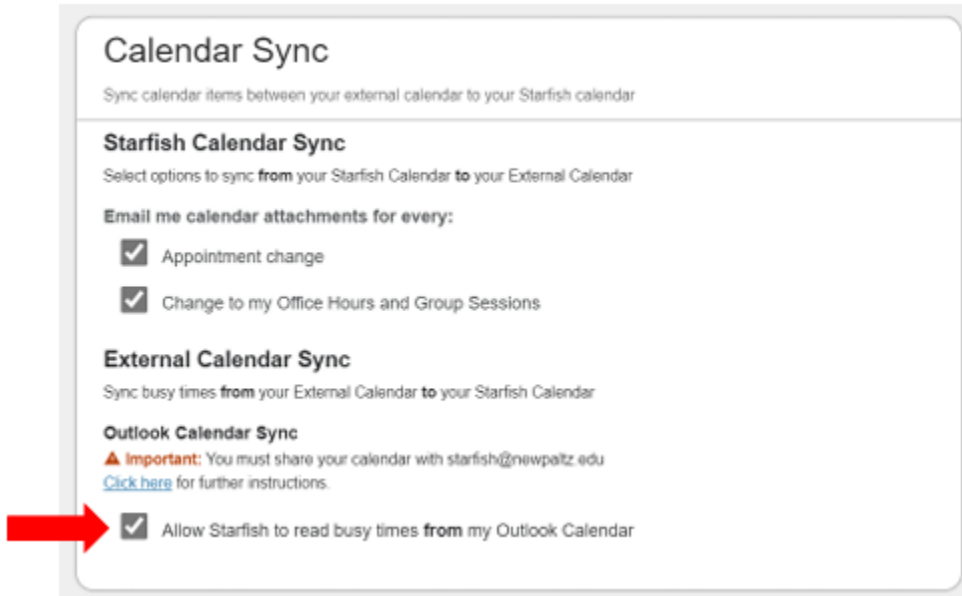 Calendar Sync
Sync calendar items between your external calendar to your Starfish calendar
Starfish Calendar Sync
Select options to sync from your Starfish Calendar to your External Calendar
Email me calendar attachments for every:
Appointment change
Change to my Office Hours and Group Sessions
External Calendar Sync
Sync busy times from your External Calendar to your Starfish Calendar
Outlook Calendar Sync
Important: You must share your calendar with starfish@newpaltz.edu
Click here for further instructions.
Allow Starfish to read busy times from my Outlook Calendar